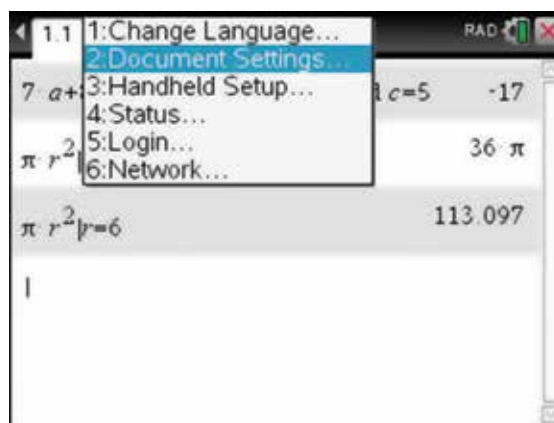 1.1 RAD
1:Change Language...
2:Document Settings...
3:Handheld Setup...
4:Status...
5:Login...
6:Network...
7 a+ c=5 -17
π r² 36 π
π r²|r=6 113.097